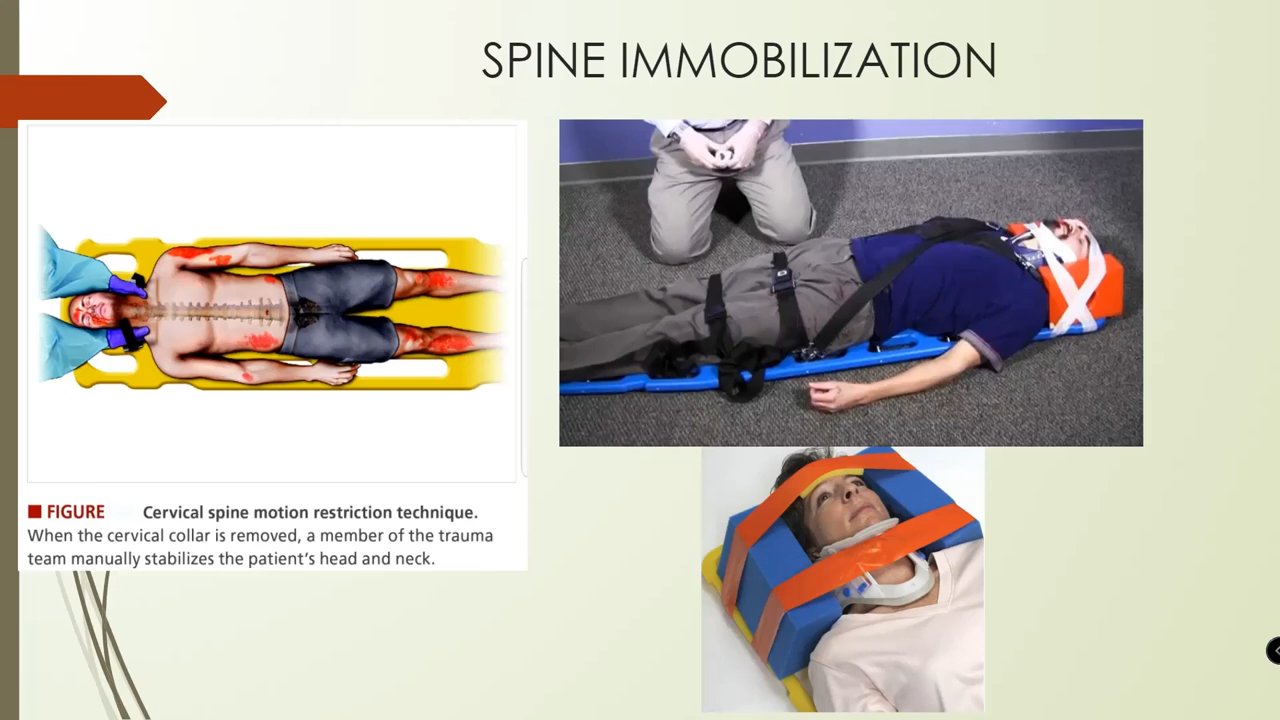 SPINE IMMOBILIZATION
FIGURE Cervical spine motion restriction technique.
When the cervical collar is removed, a member of the trauma
team manually stabilizes the patient's head and neck.